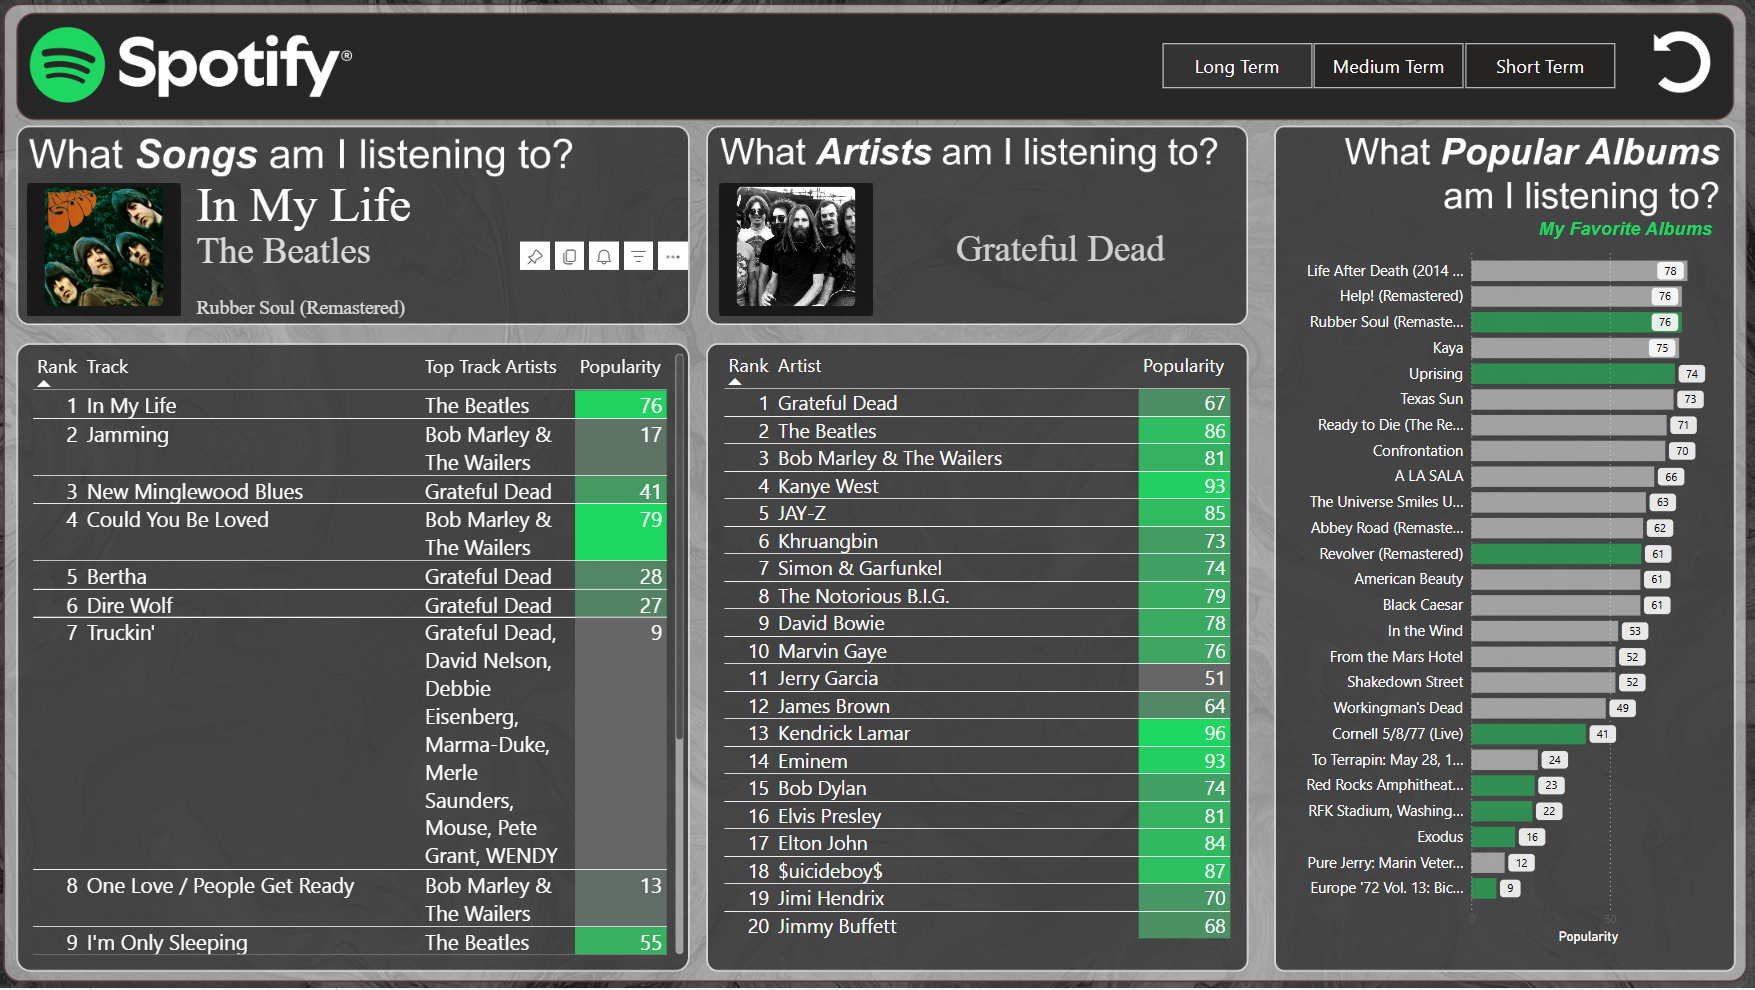 Spotify®
Long Term
Medium Term
Short Term
What Songs am I listening to?
In My Life
The Beatles
Rubber Soul (Remastered)
Rank Track Top Track Artists Popularity
1 In My Life The Beatles 76
2 Jamming Bob Marley & 17
The Wailers
3 New Minglewood Blues Grateful Dead 41
4 Could You Be Loved Bob Marley & 79
The Wailers
5 Bertha Grateful Dead 28
6 Dire Wolf Grateful Dead 27
7 Truckin' Grateful Dead, 9
David Nelson,
Debbie
Eisenberg,
Marma-Duke,
Merle
Saunders,
Mouse, Pete
Grant, WENDY
8 One Love / People Get Ready Bob Marley & 13
The Wailers
9 I'm Only Sleeping The Beatles 55
What Artists am I listening to?
Grateful Dead
Rank Artist Popularity
1 Grateful Dead 67
2 The Beatles 86
3 Bob Marley & The Wailers 81
4 Kanye West 93
5 JAY-Z 85
6 Khruangbin 73
7 Simon & Garfunkel 74
8 The Notorious B.I.G. 79
9 David Bowie 78
10 Marvin Gaye 76
11 Jerry Garcia 51
12 James Brown 64
13 Kendrick Lamar 96
14 Eminem 93
15 Bob Dylan 74
16 Elvis Presley 81
17 Elton John 84
18 $uicideboy$ 87
19 Jimi Hendrix 70
20 Jimmy Buffett 68
What Popular Albums
am I listening to?
My Favorite Albums
Life After Death (2014 ... 78
Help! (Remastered) 76
Rubber Soul (Remaste... 76
Kaya 75
Uprising 74
Texas Sun 73
Ready to Die (The Re... 71
Confrontation 70
A LA SALA 66
The Universe Smiles U... 63
Abbey Road (Remaste... 62
Revolver (Remastered) 61
American Beauty 61
Black Caesar 61
In the Wind 53
From the Mars Hotel 52
Shakedown Street 52
Workingman's Dead 49
Cornell 5/8/77 (Live) 41
To Terrapin: May 28, 1... 24
Red Rocks Amphitheat... 23
RFK Stadium, Washing... 22
Exodus 16
Pure Jerry: Marin Veter... 12
Europe '72 Vol. 13: Bic... 9
0 50
Popularity